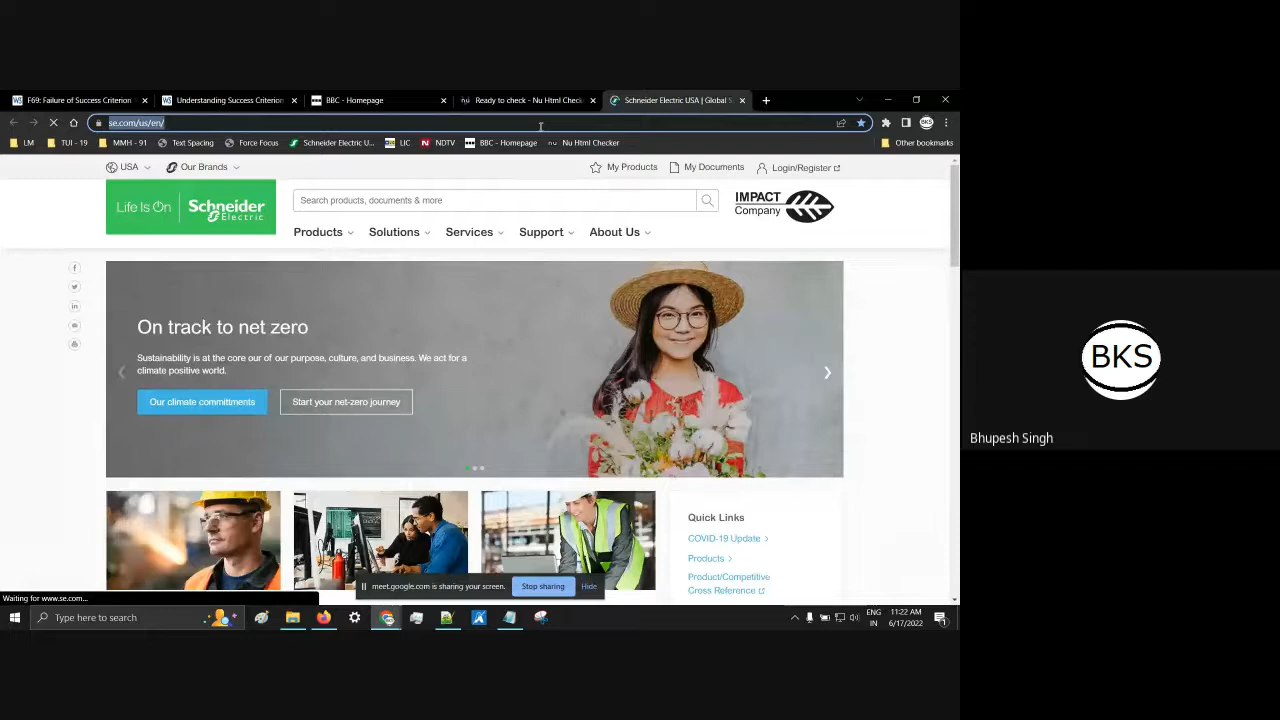 F69: Failure of Success Criterion
Understanding Success Criterion
BBC - Homepage
Ready to check - Nu Html Check
Schneider Electric USA | Global S
se.com/us/en/
LM
TUI - 19
MMH - 91
Text Spacing
Force Focus
Schneider Electric U...
LIC
NDTV
BBC - Homepage
Nu Html Checker
Other bookmarks
USA
Our Brands
My Products
My Documents
Login/Register
Life Is On
Schneider
Electric
Search products, documents & more
IMPACT
Company
Products
Solutions
Services
Support
About Us
On track to net zero
Sustainability is at the core our of our purpose, culture, and business. We act for a
climate positive world.
Our climate committments
Start your net-zero journey
Quick Links
COVID-19 Update
Products
Product/Competitive
Cross Reference
meet.google.com is sharing your screen.
Stop sharing
Hide
Waiting for www.se.com...
Type here to search
ENG
IN
11:22 AM
6/17/2022
BKS
Bhupesh Singh